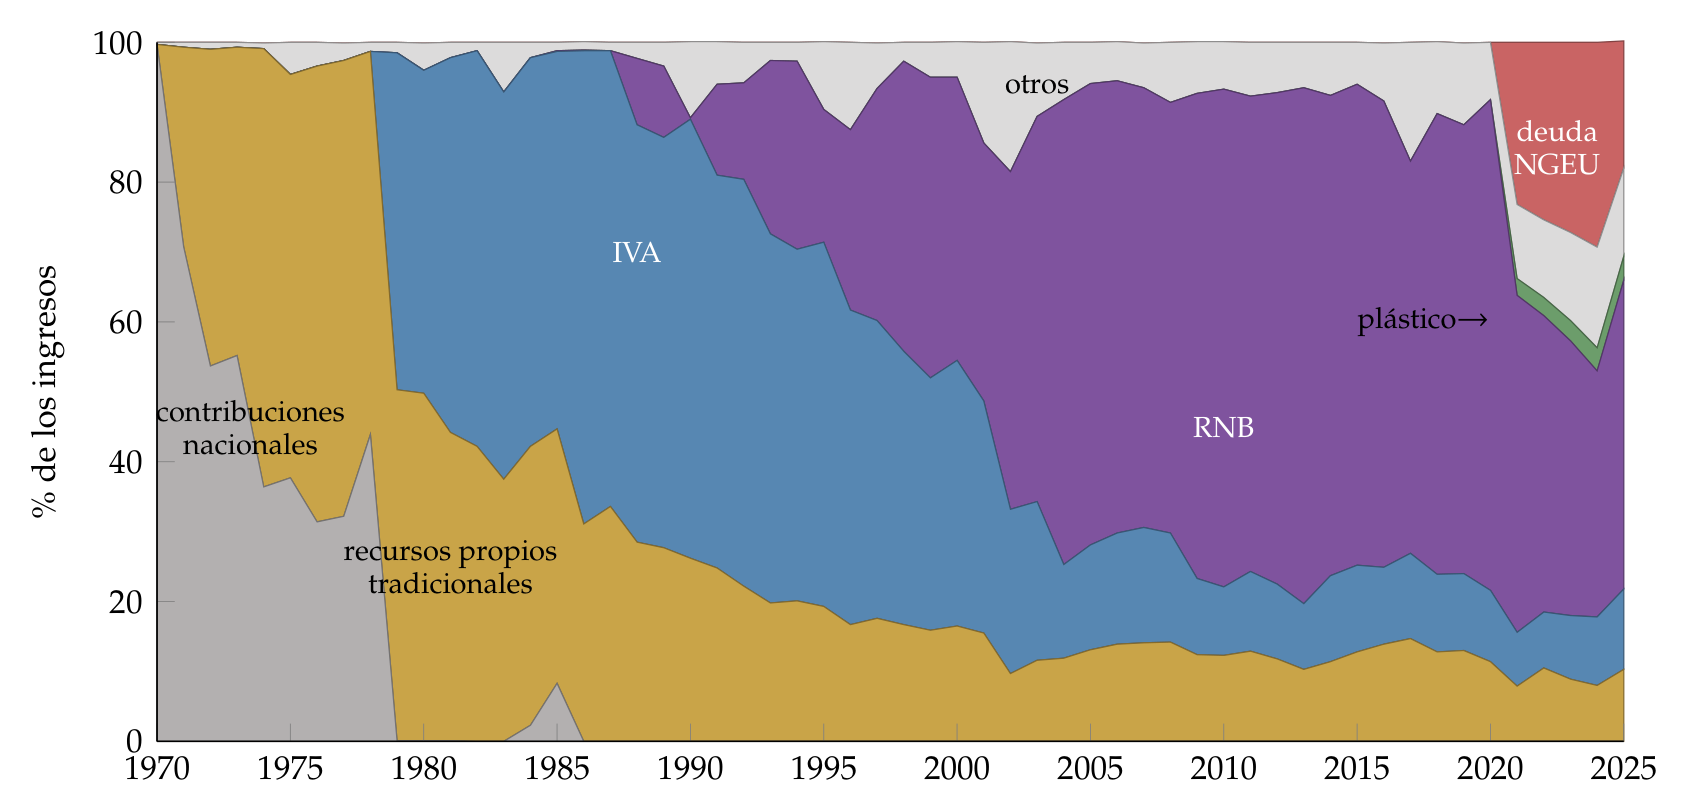 100
80
60
40
20
0
% de los ingresos
otros
deuda
NGEU
IVA
plástico→
contribuciones
nacionales
RNB
recursos propios
tradicionales
1970 1975 1980 1985 1990 1995 2000 2005 2010 2015 2020 2025